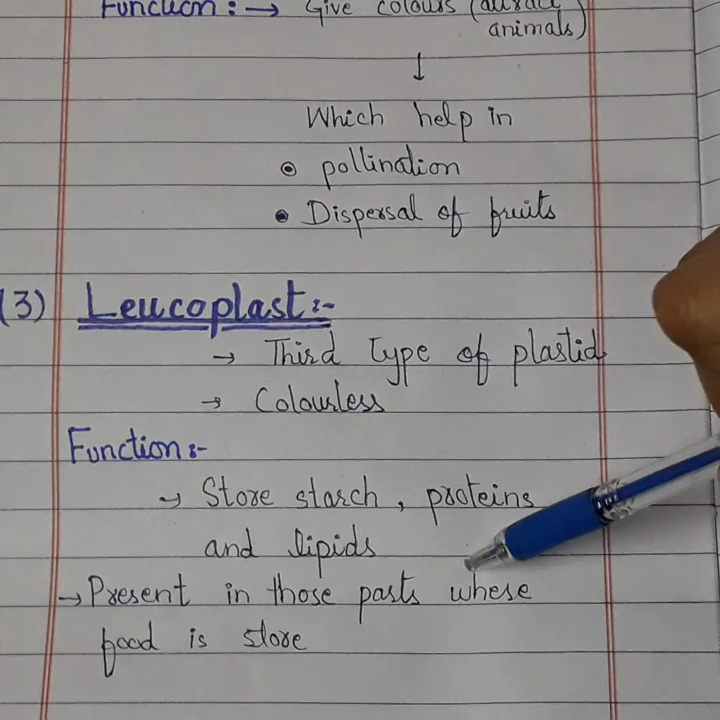 Function :- → Give colours (attract
animals)
↓
Which help in
pollination
• Dispersal of fruits
(3) Leucoplast:-
→ Third type of plastid
→ Colourless
Function:-
→ Store starch, proteins
and lipids
→ Present in those parts where
food is store